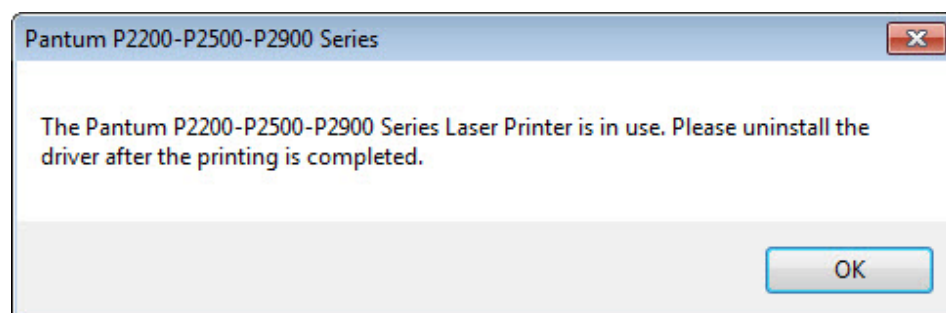 Pantum P2200-P2500-P2900 Series
The Pantum P2200-P2500-P2900 Series Laser Printer is in use. Please uninstall the
driver after the printing is completed.
OK